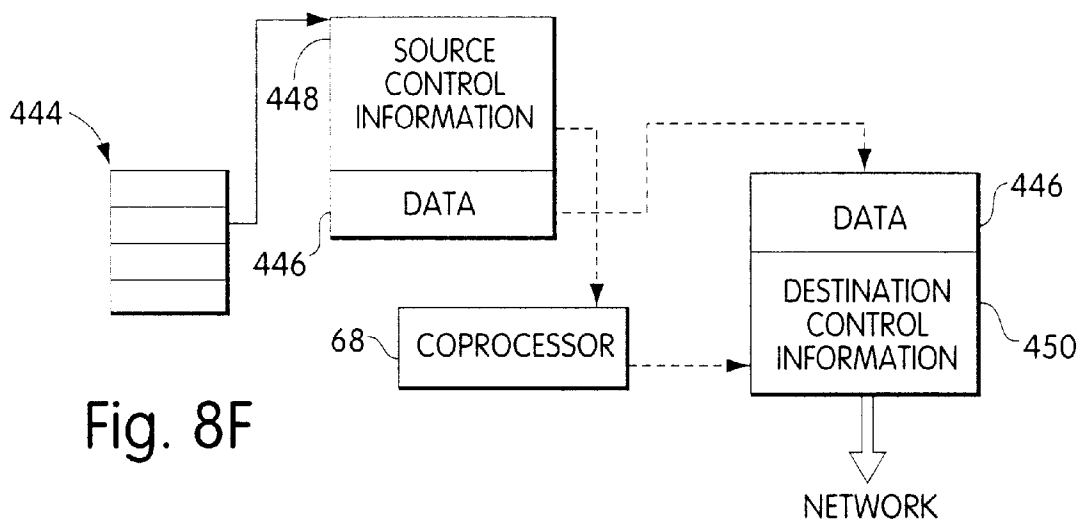 SOURCE
CONTROL
INFORMATION
448
444
DATA
446
446
DATA
DESTINATION
CONTROL
INFORMATION
450
68
COPROCESSOR
Fig. 8F
NETWORK